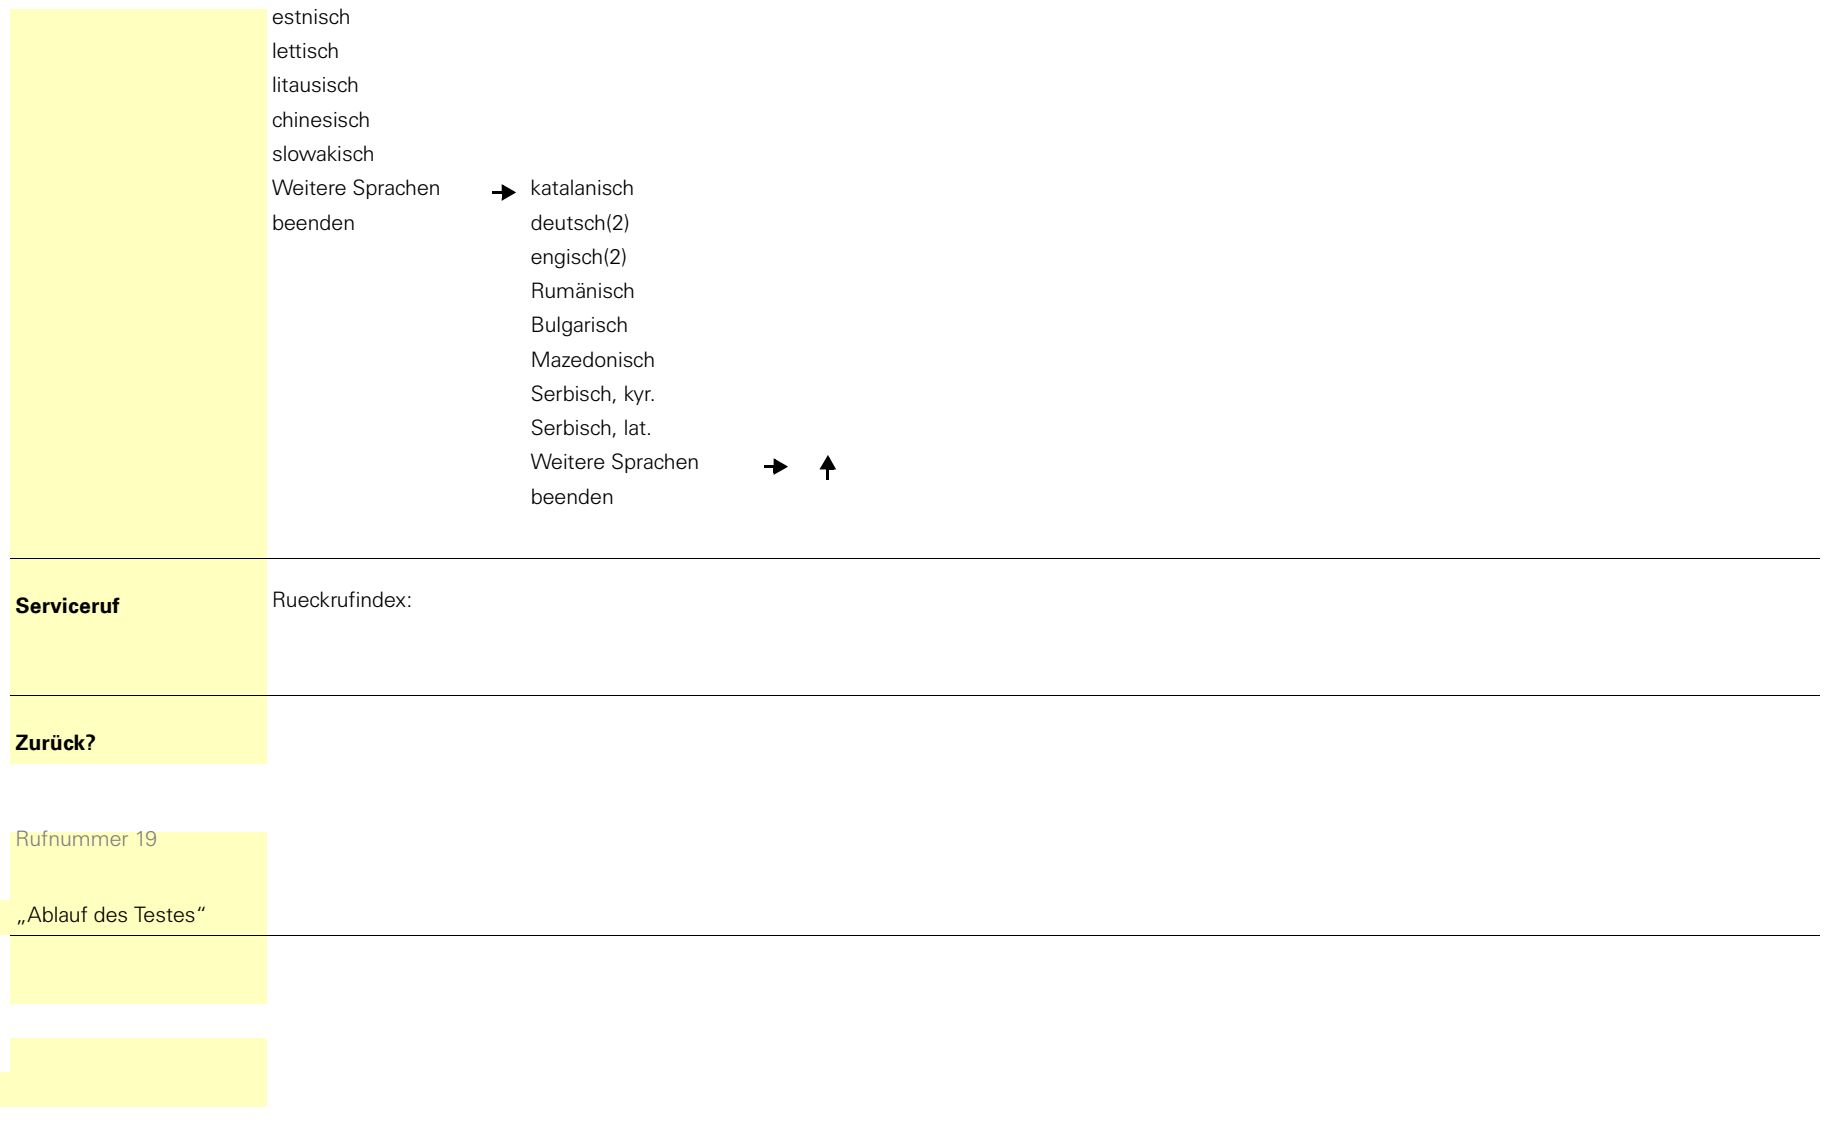 estnisch
lettisch
litausisch
chinesisch
slowakisch
Weitere Sprachen
beenden
katalanisch
deutsch(2)
engisch(2)
Rumänisch
Bulgarisch
Mazedonisch
Serbisch, kyr.
Serbisch, lat.
Weitere Sprachen
beenden
Serviceruf
Rueckrufindex:
Zurück?
Rufnummer 19
„Ablauf des Testes“